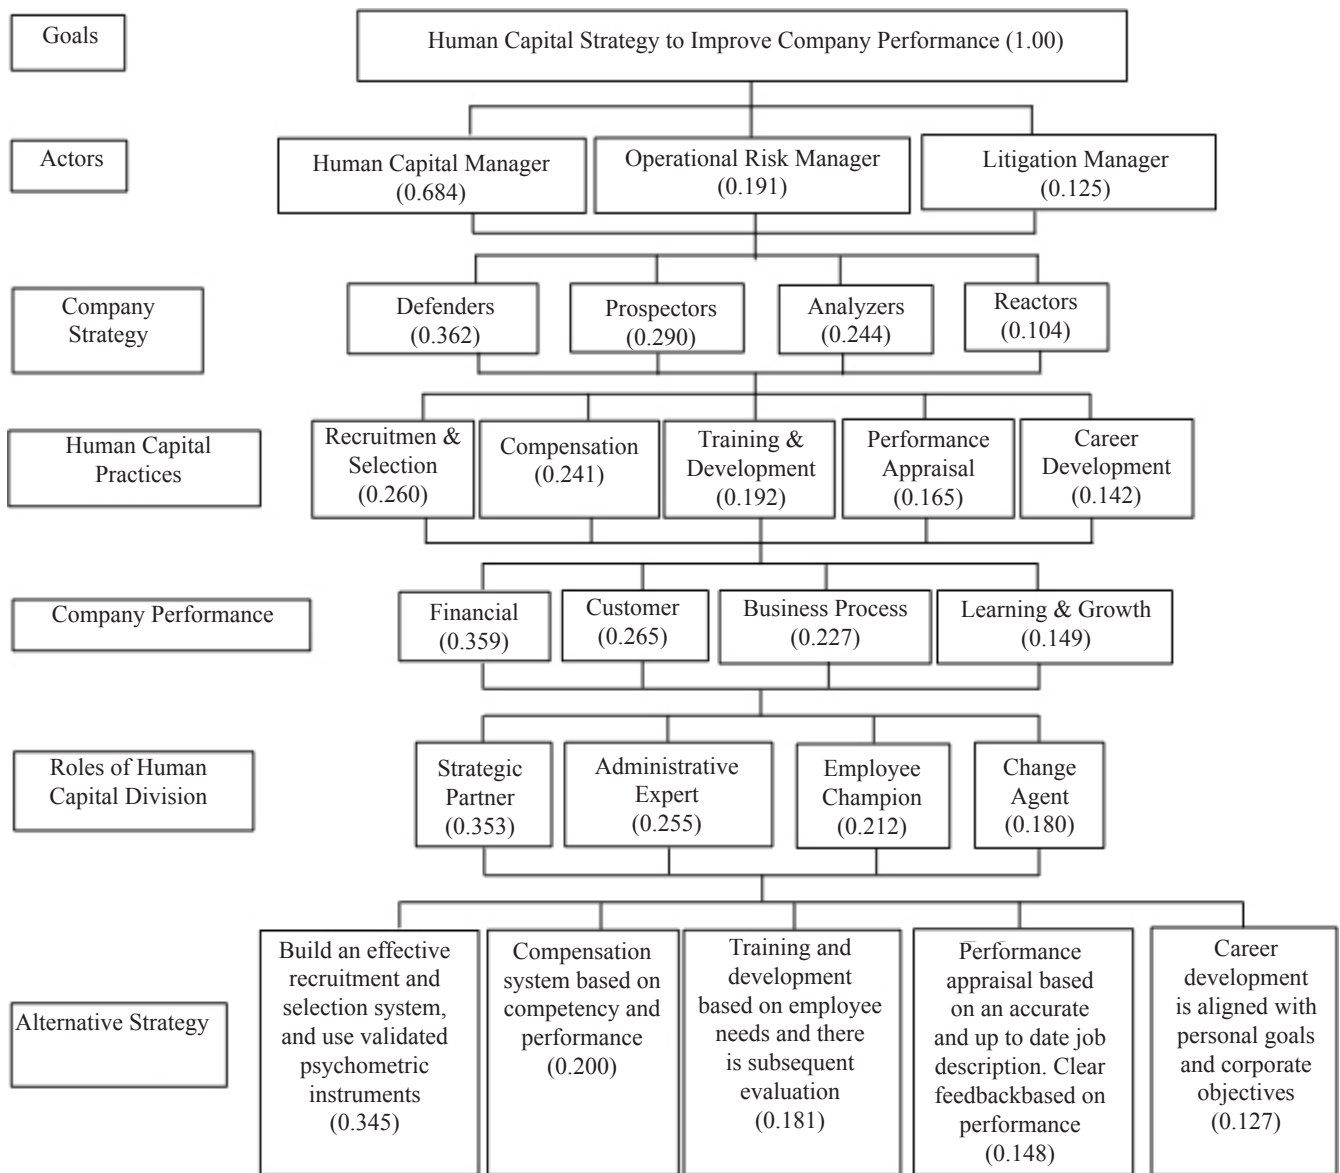 Goals
Human Capital Strategy to Improve Company Performance (1.00)
Actors
Human Capital Manager
(0.684)
Operational Risk Manager
(0.191)
Litigation Manager
(0.125)
Company
Strategy
Defenders
(0.362)
Prospectors
(0.290)
Analyzers
(0.244)
Reactors
(0.104)
Human Capital
Practices
Recruitmen &
Selection
(0.260)
Compensation
(0.241)
Training &
Development
(0.192)
Performance
Appraisal
(0.165)
Career
Development
(0.142)
Company Performance
Financial
(0.359)
Customer
(0.265)
Business Process
(0.227)
Learning & Growth
(0.149)
Roles of Human
Capital Division
Strategic
Partner
(0.353)
Administrative
Expert
(0.255)
Employee
Champion
(0.212)
Change
Agent
(0.180)
Alternative Strategy
Build an effective
recruitment and
selection system,
and use validated
psychometric
instruments
(0.345)
Compensation
system based on
competency and
performance
(0.200)
Training and
development
based on employee
needs and there
is subsequent
evaluation
(0.181)
Performance
appraisal based
on an accurate
and up to date job
description. Clear
feedbackbased on
performance
(0.148)
Career
development
is aligned with
personal goals
and corporate
objectives
(0.127)